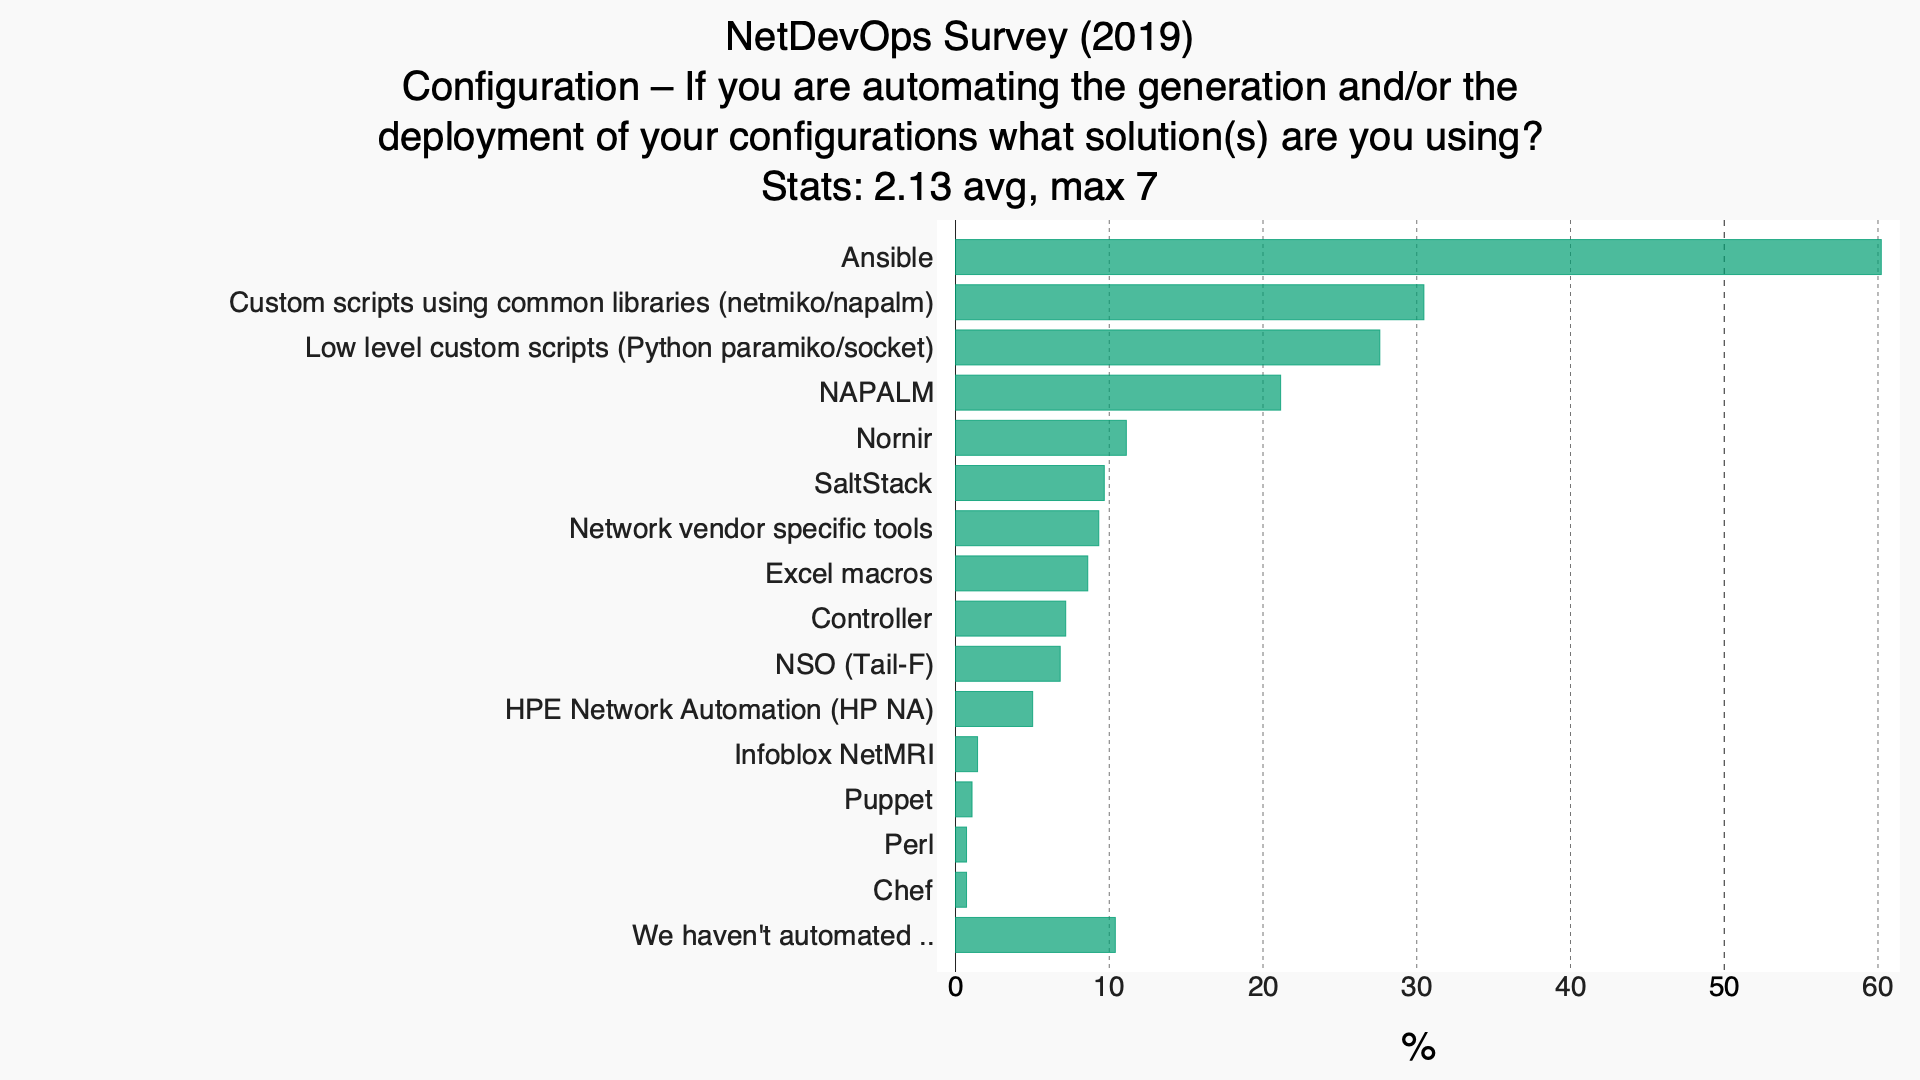 NetDevOps Survey (2019)
Configuration – If you are automating the generation and/or the
deployment of your configurations what solution(s) are you using?
Stats: 2.13 avg, max 7
Ansible
Custom scripts using common libraries (netmiko/napalm)
Low level custom scripts (Python paramiko/socket)
NAPALM
Nornir
SaltStack
Network vendor specific tools
Excel macros
Controller
NSO (Tail-F)
HPE Network Automation (HP NA)
Infoblox NetMRI
Puppet
Perl
Chef
We haven't automated ..
0 10 20 30 40 50 60
%